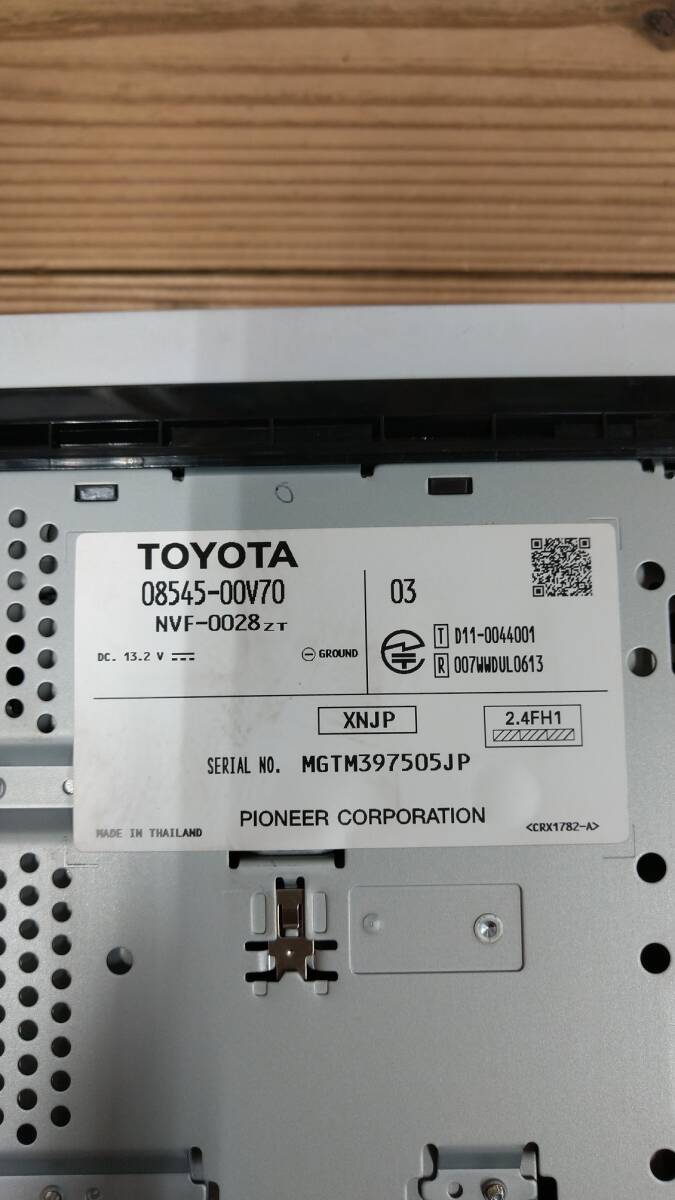 TOYOTA
08545-00V70
NVF-0028ZT
DC. 13.2 V
GROUND
03
T D11-0044001
R 007WWDUL0613
XNJP
2.4FH1
SERIAL NO. MGTM397505JP
PIONEER CORPORATION
MADE IN THAILAND
<CRX1782-A>